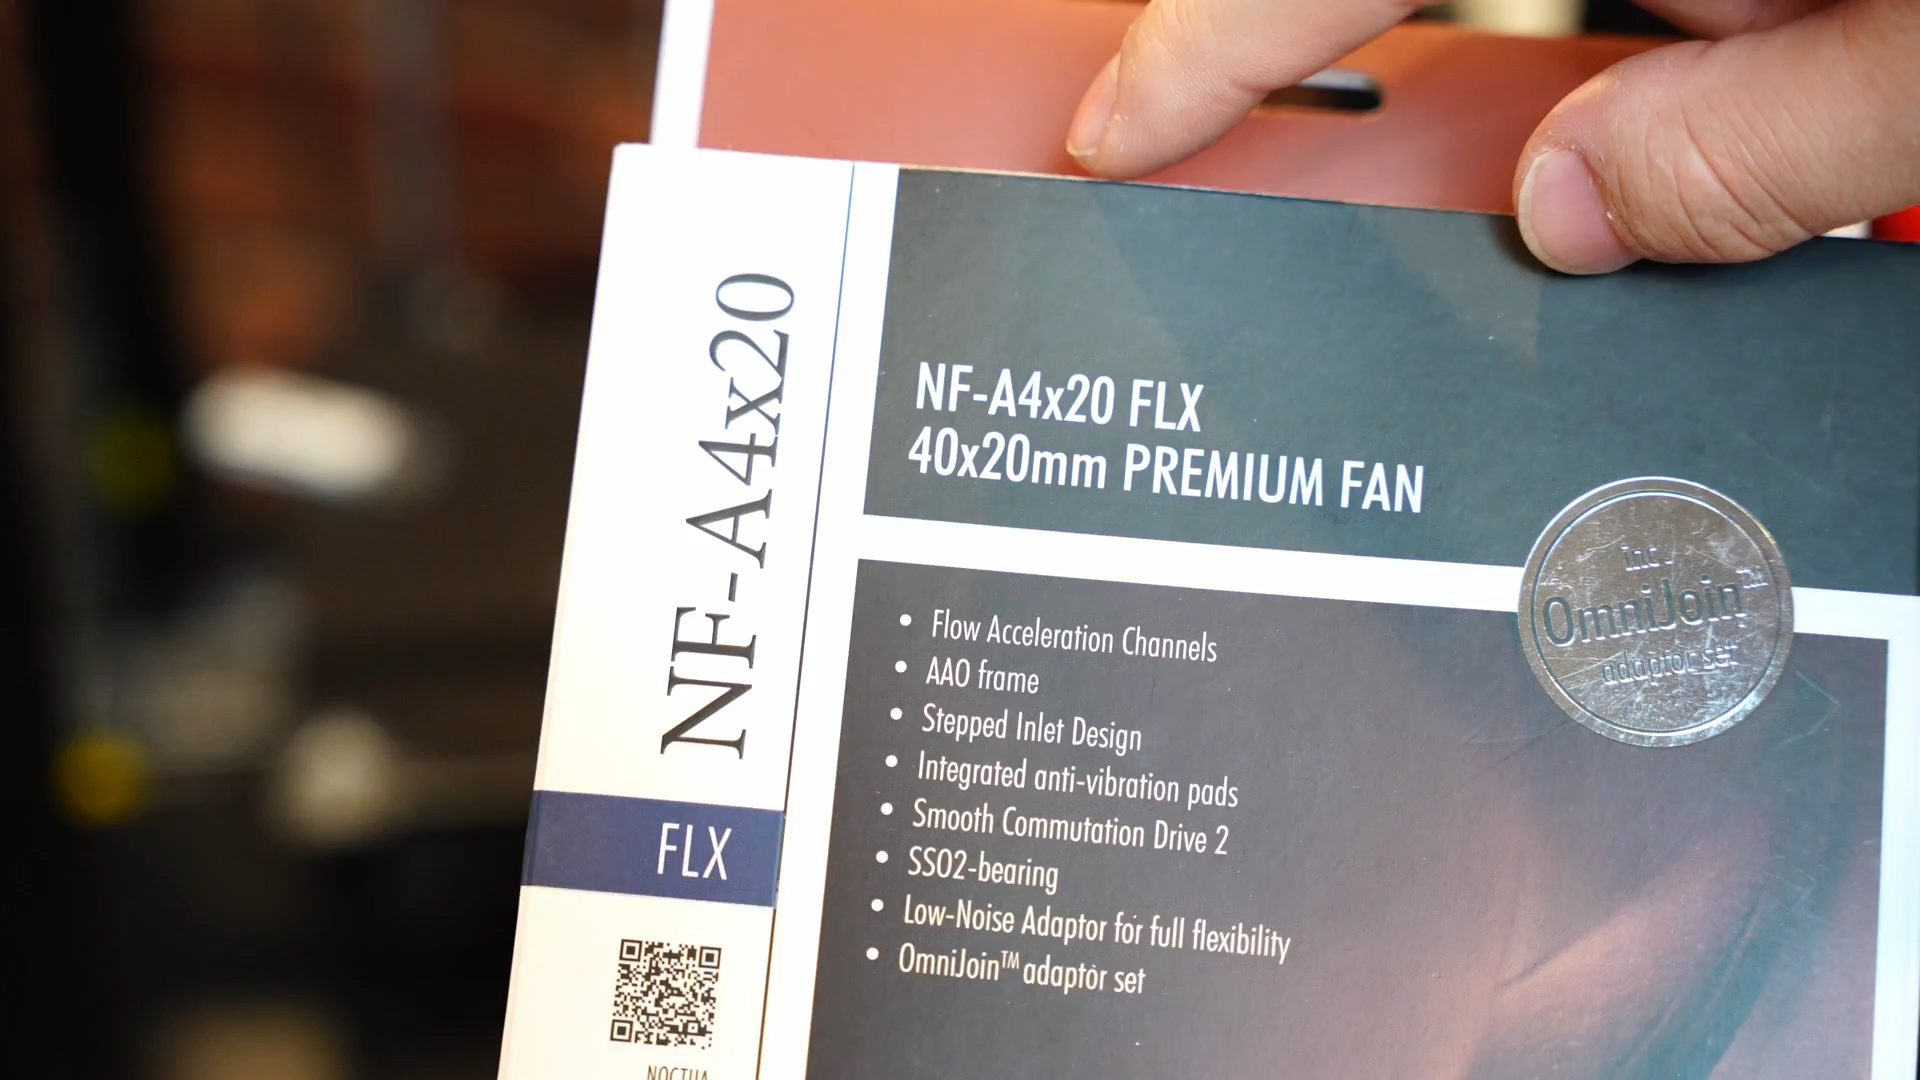 NF-A4x20
FLX
NOCTUA
NF-A4x20 FLX
40x20mm PREMIUM FAN
inc.
OmniJoin™
adaptor set
• Flow Acceleration Channels
• AAO frame
• Stepped Inlet Design
• Integrated anti-vibration pads
• Smooth Commutation Drive 2
• SSO2-bearing
• Low-Noise Adaptor for full flexibility
• OmniJoin™ adaptor set